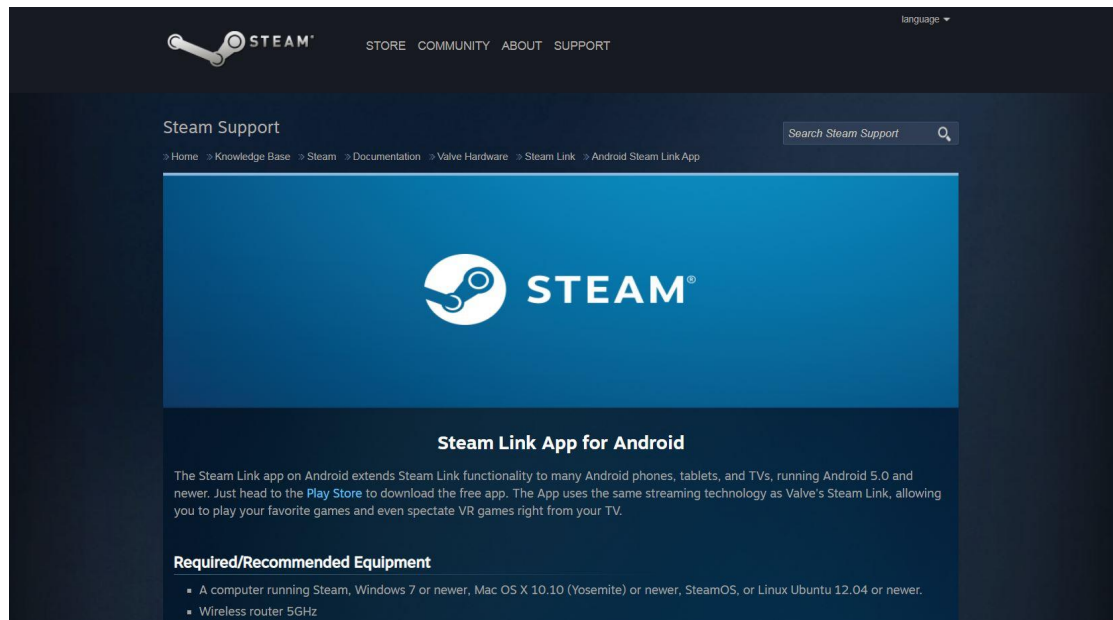 language
STEAM®
STORE COMMUNITY ABOUT SUPPORT
Steam Support
Search Steam Support
» Home » Knowledge Base » Steam » Documentation » Valve Hardware » Steam Link » Android Steam Link App
STEAM®
Steam Link App for Android
The Steam Link app on Android extends Steam Link functionality to many Android phones, tablets, and TVs, running Android 5.0 and
newer. Just head to the Play Store to download the free app. The App uses the same streaming technology as Valve's Steam Link, allowing
you to play your favorite games and even spectate VR games right from your TV.
Required/Recommended Equipment
▪ A computer running Steam, Windows 7 or newer, Mac OS X 10.10 (Yosemite) or newer, SteamOS, or Linux Ubuntu 12.04 or newer.
▪ Wireless router 5GHz